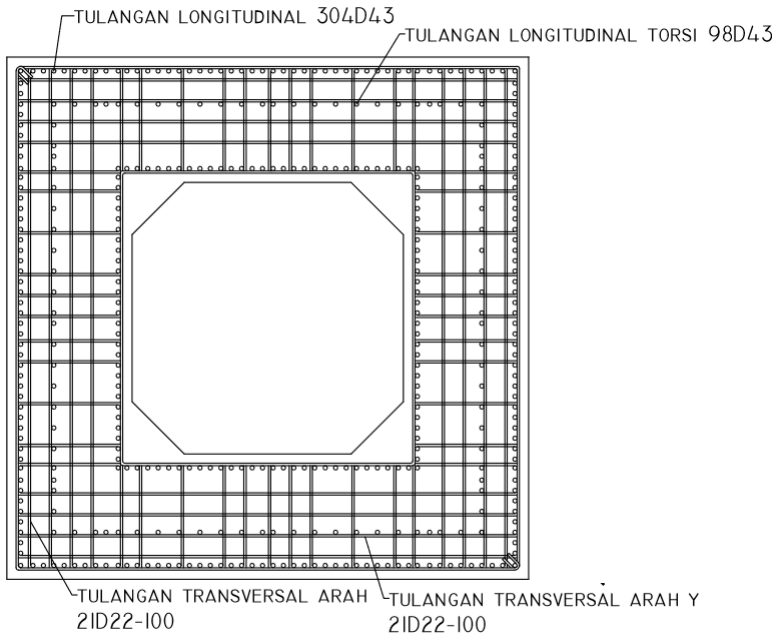 TULANGAN LONGITUDINAL 304D43
TULANGAN LONGITUDINAL TORSI 98D43
TULANGAN TRANSVERSAL ARAH
21D22-100
TULANGAN TRANSVERSAL ARAH Y
21D22-100